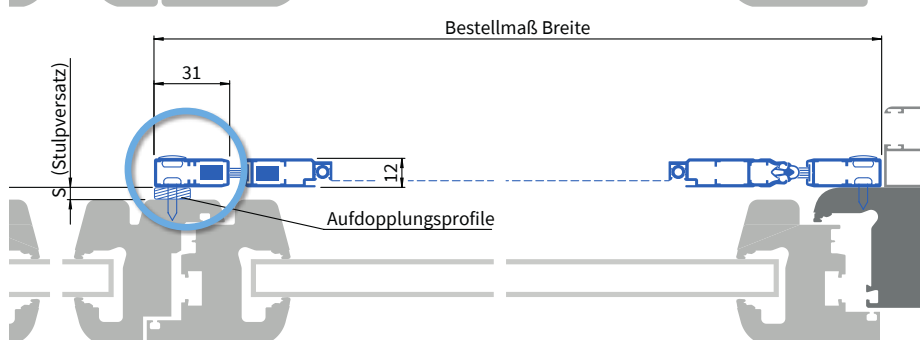 Bestellmaß Breite
31
S (Stulpversatz)
12
Aufdopplungsprofile